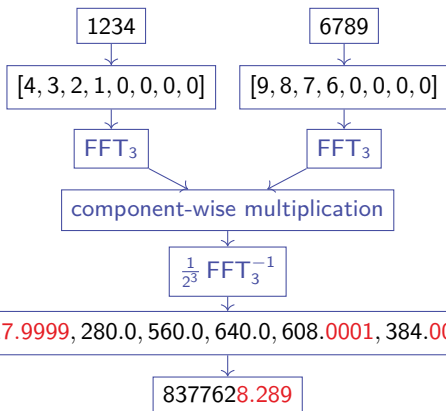 1234
6789
[4, 3, 2, 1, 0, 0, 0, 0]
[9, 8, 7, 6, 0, 0, 0, 0]
FFT₃
FFT₃
component-wise multiplication
1/2³ FFT₃⁻¹
7.9999, 280.0, 560.0, 640.0, 608.0001, 384.00
8377628.289